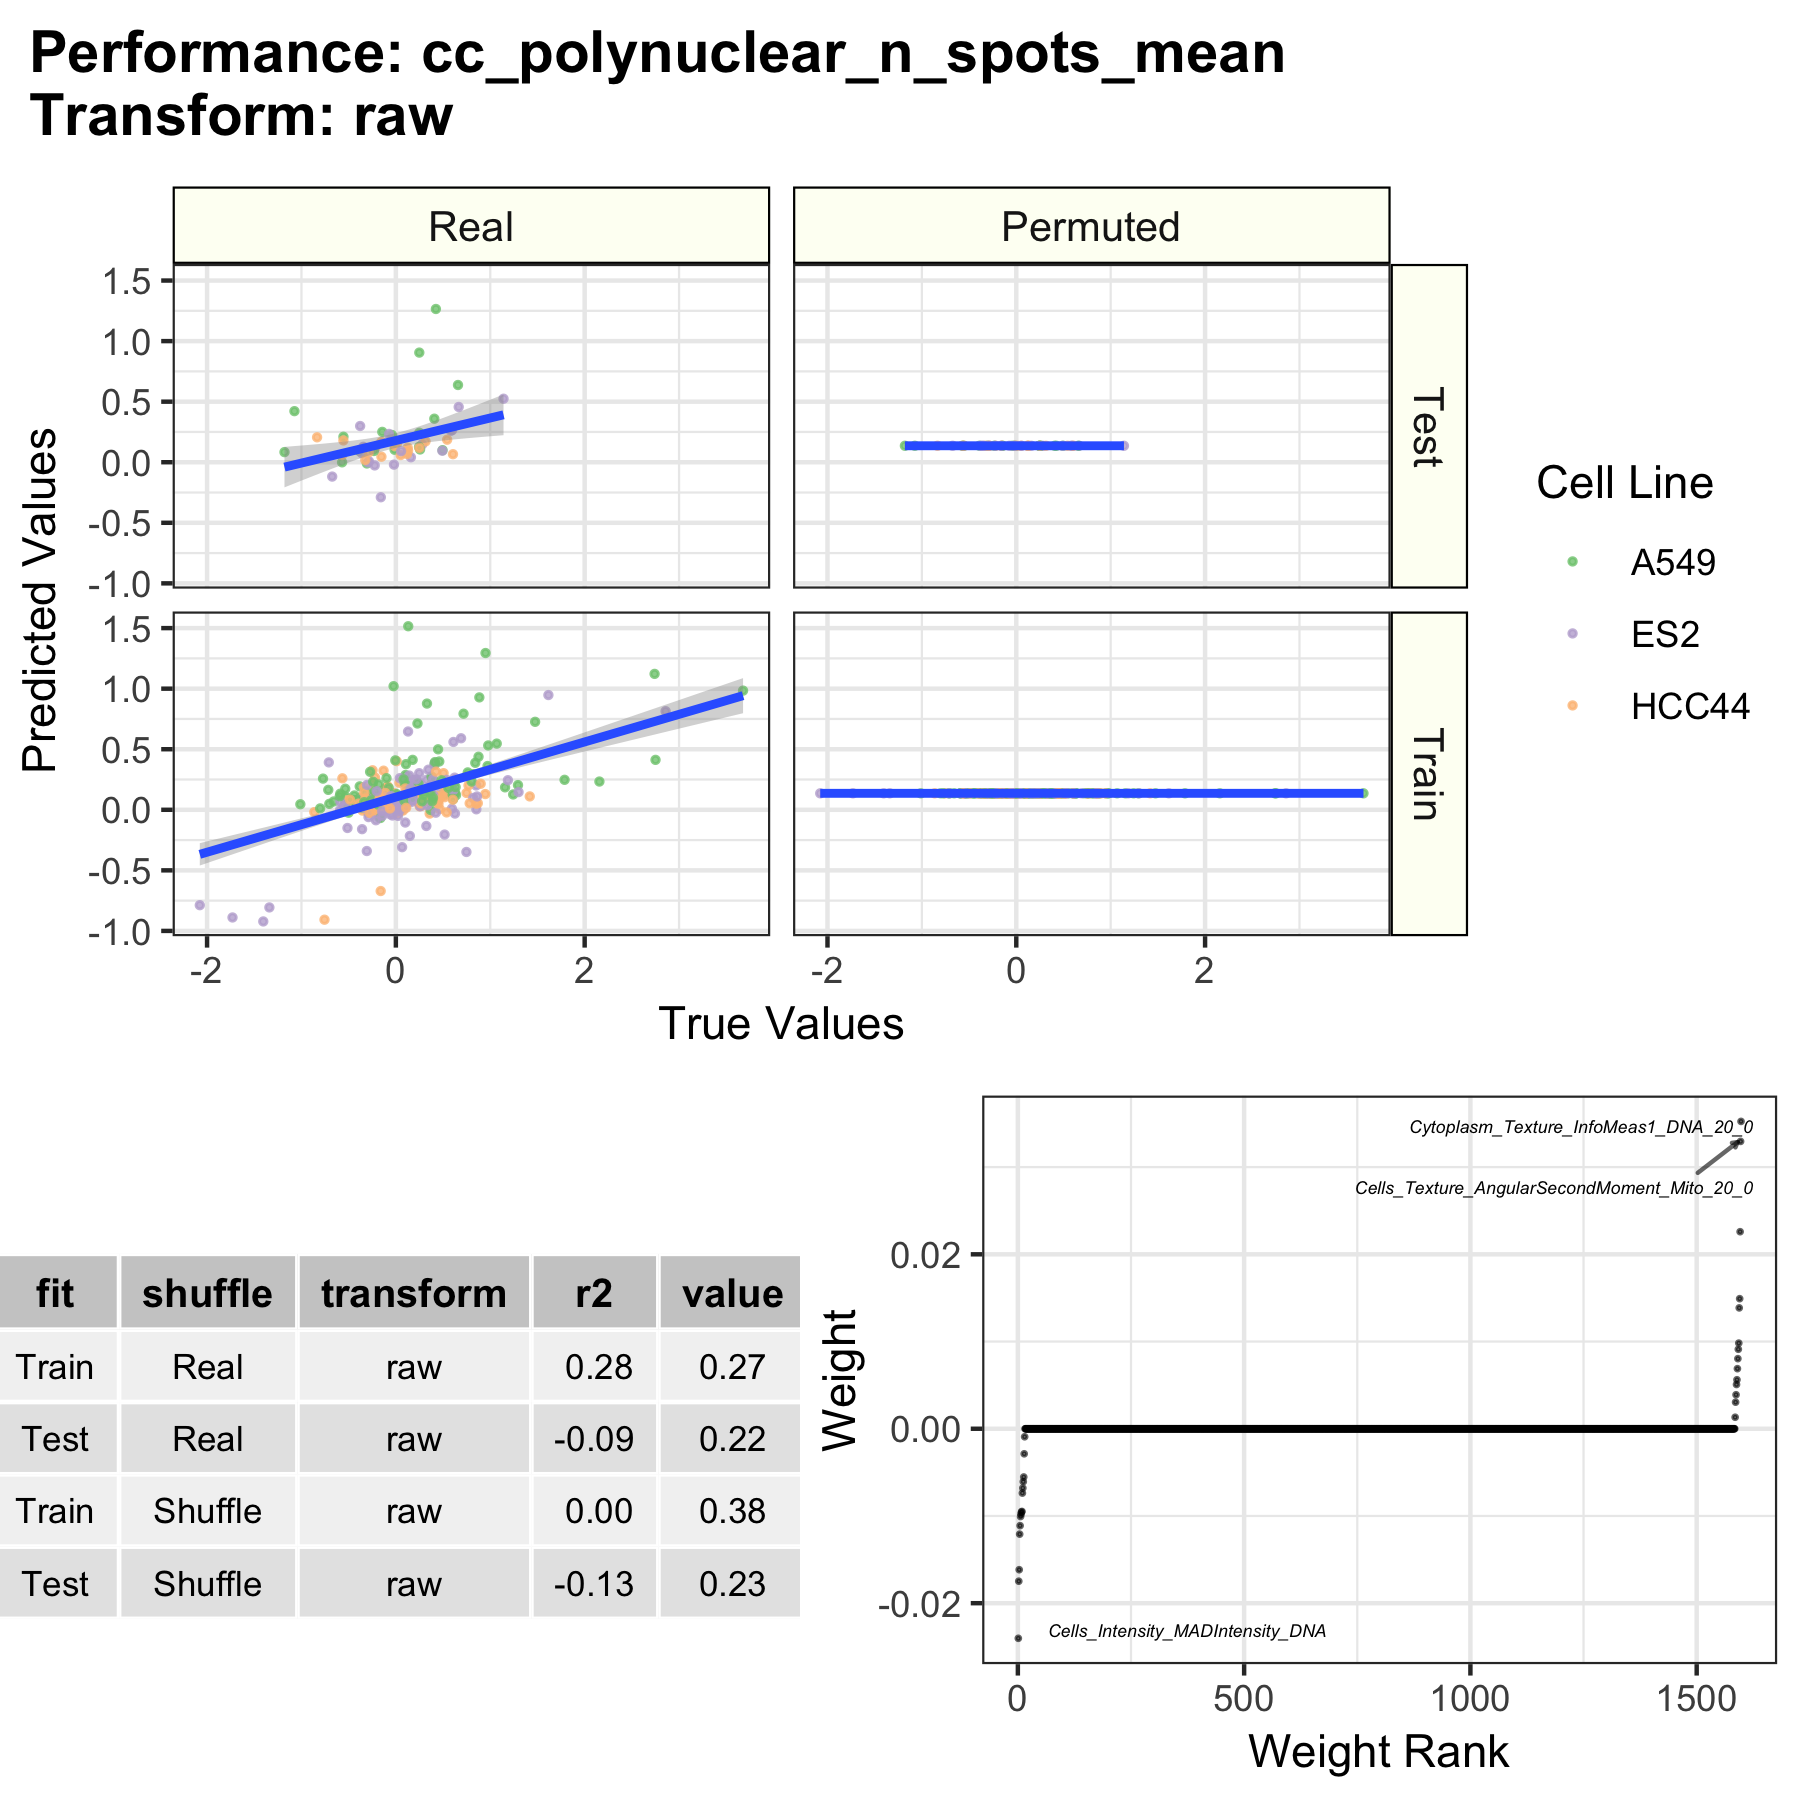 Performance: cc_polynuclear_n_spots_mean
Transform: raw
Real
Permuted
1.5
1.0
0.5
0.0
-0.5
-1.0
Test
1.5
1.0
0.5
0.0
-0.5
-1.0
Train
Predicted Values
-2
0
2
-2
0
2
True Values
Cell Line
A549
ES2
HCC44
fit shuffle transform r2 value
Train Real raw 0.28 0.27
Test Real raw -0.09 0.22
Train Shuffle raw 0.00 0.38
Test Shuffle raw -0.13 0.23
Cytoplasm_Texture_InfoMeas1_DNA_20_0
Cells_Texture_AngularSecondMoment_Mito_20_0
Cells_Intensity_MADIntensity_DNA
Weight
0.02
0.00
-0.02
0
500
1000
1500
Weight Rank